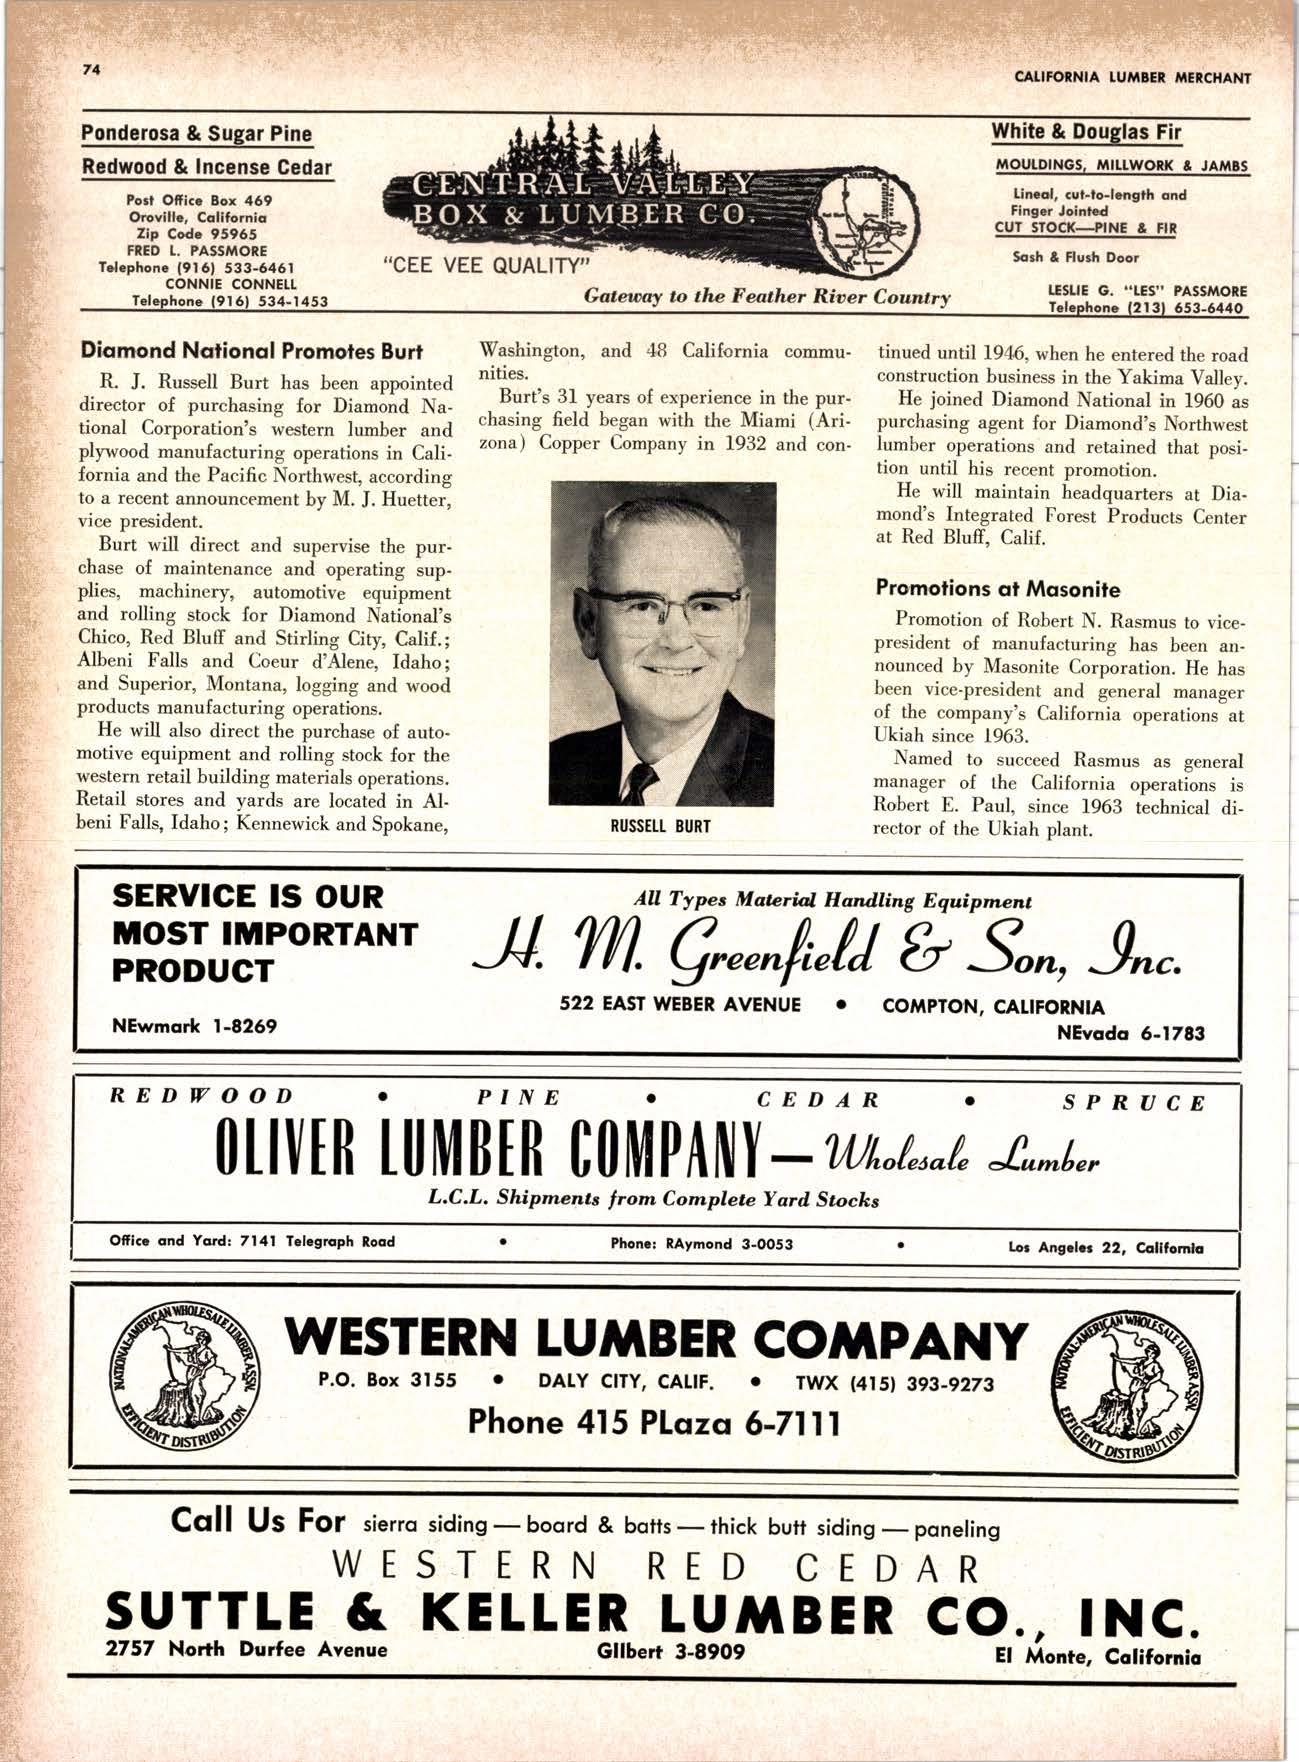 74
CALIFORNIA LUMBER MERCHANT
Ponderosa & Sugar Pine
Redwood & Incense Cedar
Post Office Box 469
Oroville, California
Zip Code 95965
FRED L. PASSMORE
Telephone (916) 533-6461
CONNIE CONNELL
Telephone (916) 534-1453
CENTRAL VALLEY
BOX & LUMBER CO.
"CEE VEE QUALITY"
Gateway to the Feather River Country
White & Douglas Fir
MOULDINGS, MILLWORK & JAMBS
Lineal, cut-to-length and
Finger Jointed
CUT STOCK—PINE & FIR
Sash & Flush Door
LESLIE G. "LES" PASSMORE
Telephone (213) 653-6440
Diamond National Promotes Burt
R. J. Russell Burt has been appointed
director of purchasing for Diamond Na-
tional Corporation's western lumber and
plywood manufacturing operations in Cali-
fornia and the Pacific Northwest, according
to a recent announcement by M. J. Huetter,
vice president.
Burt will direct and supervise the pur-
chase of maintenance and operating sup-
plies, machinery, automotive equipment
and rolling stock for Diamond National's
Chico, Red Bluff and Stirling City, Calif.;
Albeni Falls and Coeur d'Alene, Idaho;
and Superior, Montana, logging and wood
products manufacturing operations.
He will also direct the purchase of auto-
motive equipment and rolling stock for the
western retail building materials operations.
Retail stores and yards are located in Al-
beni Falls, Idaho; Kennewick and Spokane,
Washington, and 48 California commu-
nities.
Burt's 31 years of experience in the pur-
chasing field began with the Miami (Ari-
zona) Copper Company in 1932 and con-
RUSSELL BURT
tinued until 1946, when he entered the road
construction business in the Yakima Valley.
He joined Diamond National in 1960 as
purchasing agent for Diamond's Northwest
lumber operations and retained that posi-
tion until his recent promotion.
He will maintain headquarters at Dia-
mond's Integrated Forest Products Center
at Red Bluff, Calif.
Promotions at Masonite
Promotion of Robert N. Rasmus to vice-
president of manufacturing has been an-
nounced by Masonite Corporation. He has
been vice-president and general manager
of the company's California operations at
Ukiah since 1963.
Named to succeed Rasmus as general
manager of the California operations is
Robert E. Paul, since 1963 technical di-
rector of the Ukiah plant.
SERVICE IS OUR
MOST IMPORTANT
PRODUCT
NEwmark 1-8269
All Types Material Handling Equipment
H. M. Greenfield & Son, Inc.
522 EAST WEBER AVENUE • COMPTON, CALIFORNIA
NEvada 6-1783
REDWOOD • PINE • CEDAR • SPRUCE
OLIVER LUMBER COMPANY — Wholesale Lumber
L.C.L. Shipments from Complete Yard Stocks
Office and Yard: 7141 Telegraph Road • Phone: RAymond 3-0053 • Los Angeles 22, California
NATIONAL-AMERICAN WHOLESALE LUMBER ASSN.
EFFICIENT DISTRIBUTION
WESTERN LUMBER COMPANY
P.O. Box 3155 • DALY CITY, CALIF. • TWX (415) 393-9273
Phone 415 PLaza 6-7111
NATIONAL-AMERICAN WHOLESALE LUMBER ASSN.
EFFICIENT DISTRIBUTION
Call Us For sierra siding — board & batts — thick butt siding — paneling
WESTERN RED CEDAR
SUTTLE & KELLER LUMBER CO., INC.
2757 North Durfee Avenue GIlbert 3-8909 El Monte, California